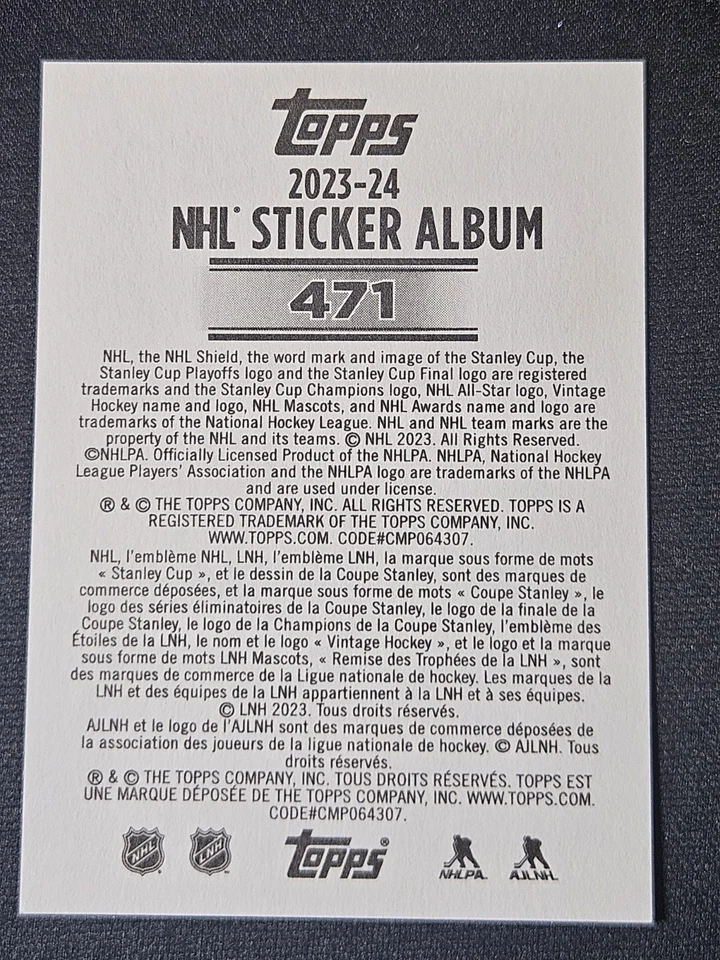 Topps
2023-24
NHL® STICKER ALBUM
471
NHL, the NHL Shield, the word mark and image of the Stanley Cup, the
Stanley Cup Playoffs logo and the Stanley Cup Final logo are registered
trademarks and the Stanley Cup Champions logo, NHL All-Star logo, Vintage
Hockey name and logo, NHL Mascots, and NHL Awards name and logo are
trademarks of the National Hockey League. NHL and NHL team marks are the
property of the NHL and its teams. © NHL 2023. All Rights Reserved.
©NHLPA. Officially Licensed Product of the NHLPA. NHLPA, National Hockey
League Players' Association and the NHLPA logo are trademarks of the NHLPA
and are used under license.
® & © THE TOPPS COMPANY, INC. ALL RIGHTS RESERVED. TOPPS IS A
REGISTERED TRADEMARK OF THE TOPPS COMPANY, INC.
WWW.TOPPS.COM. CODE#CMP064307.
NHL, l'emblème NHL, LNH, l'emblème LNH, la marque sous forme de mots
« Stanley Cup », et le dessin de la Coupe Stanley, sont des marques de
commerce déposées, et la marque sous forme de mots « Coupe Stanley », le
logo des séries éliminatoires de la Coupe Stanley, le logo de la finale de la
Coupe Stanley, le logo de la Champions de la Coupe Stanley, l'emblème des
Étoiles de la LNH, le nom et le logo « Vintage Hockey », et le logo et la marque
sous forme de mots LNH Mascots, « Remise des Trophées de la LNH », sont
des marques de commerce de la Ligue nationale de hockey. Les marques de la
LNH et des équipes de la LNH appartiennent à la LNH et à ses équipes.
© LNH 2023. Tous droits réservés.
AJLNH et le logo de l'AJLNH sont des marques de commerce déposées de
la association des joueurs de la ligue nationale de hockey. © AJLNH. Tous
droits réservés.
® & © THE TOPPS COMPANY, INC. TOUS DROITS RÉSERVÉS. TOPPS EST
UNE MARQUE DÉPOSÉE DE THE TOPPS COMPANY, INC. WWW.TOPPS.COM.
CODE#CMP064307.
NHL LNH Topps® NHLPA AJLNH